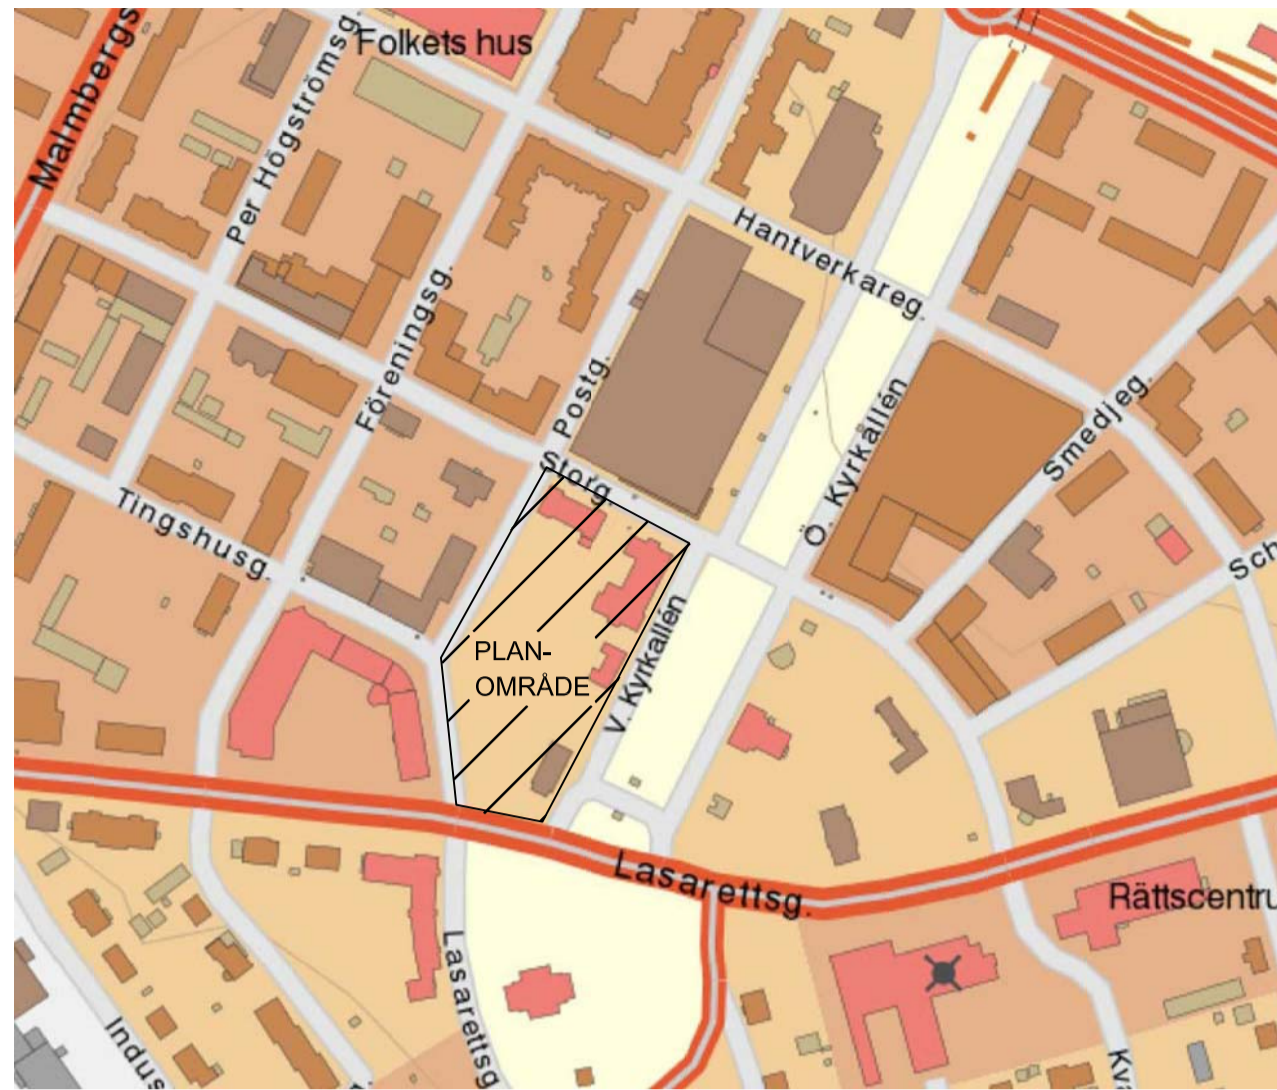 Folkets hus
Malmbergs
Per Högströmsg.
Föreningsg.
Hantverkareg.
Postg.
Storg.
Ö. Kyrkallén
Smedjeg.
Tingshusg.
Sch
PLAN-
OMRÅDE
V. Kyrkallén
Lasarettsg.
Rättscentru
Lasarettsg
Indus
Kv